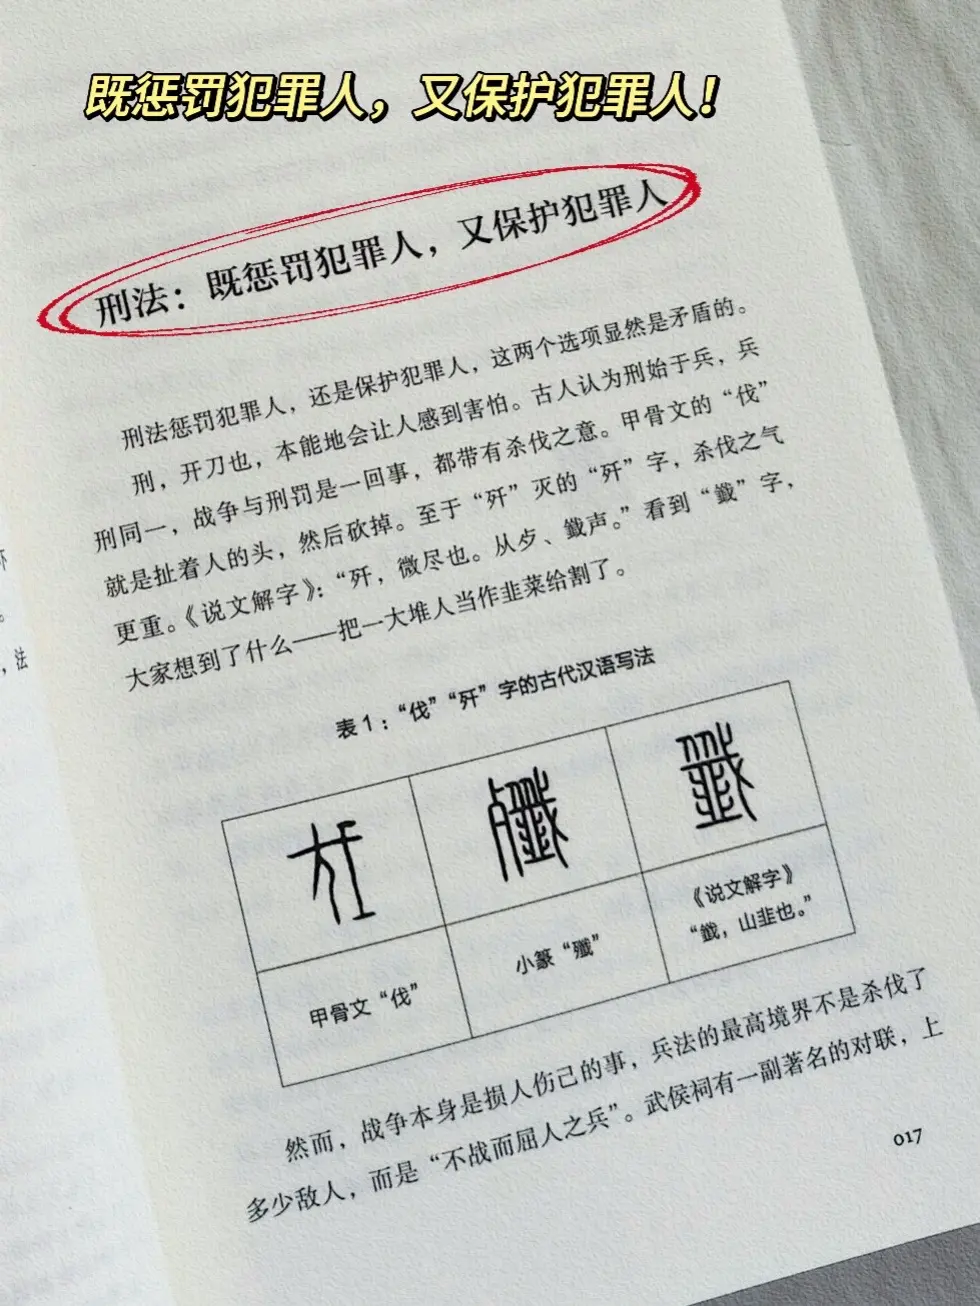 既惩罚犯罪人，又保护犯罪人！
刑法：既惩罚犯罪人，又保护犯罪人
刑法惩罚犯罪人，还是保护犯罪人，这两个选项显然是矛盾的。
刑，开刀也，本能地会让人感到害怕。古人认为刑始于兵，兵
刑同一，战争与刑罚是一回事，都带有杀伐之意。甲骨文的“伐”
就是扯着人的头，然后砍掉。至于“歼”灭的“歼”字，杀伐之气
更重。《说文解字》：“歼，微尽也。从歺、韱声。”看到“韱”字，
大家想到了什么——把一大堆人当作韭菜给割了。
表1：“伐”“歼”字的古代汉语写法
甲骨文“伐”
小篆“殲”
《说文解字》
“韱，山韭也。”
然而，战争本身是损人伤己的事，兵法的最高境界不是杀伐了
多少敌人，而是“不战而屈人之兵”。武侯祠有一副著名的对联，上
017
，法